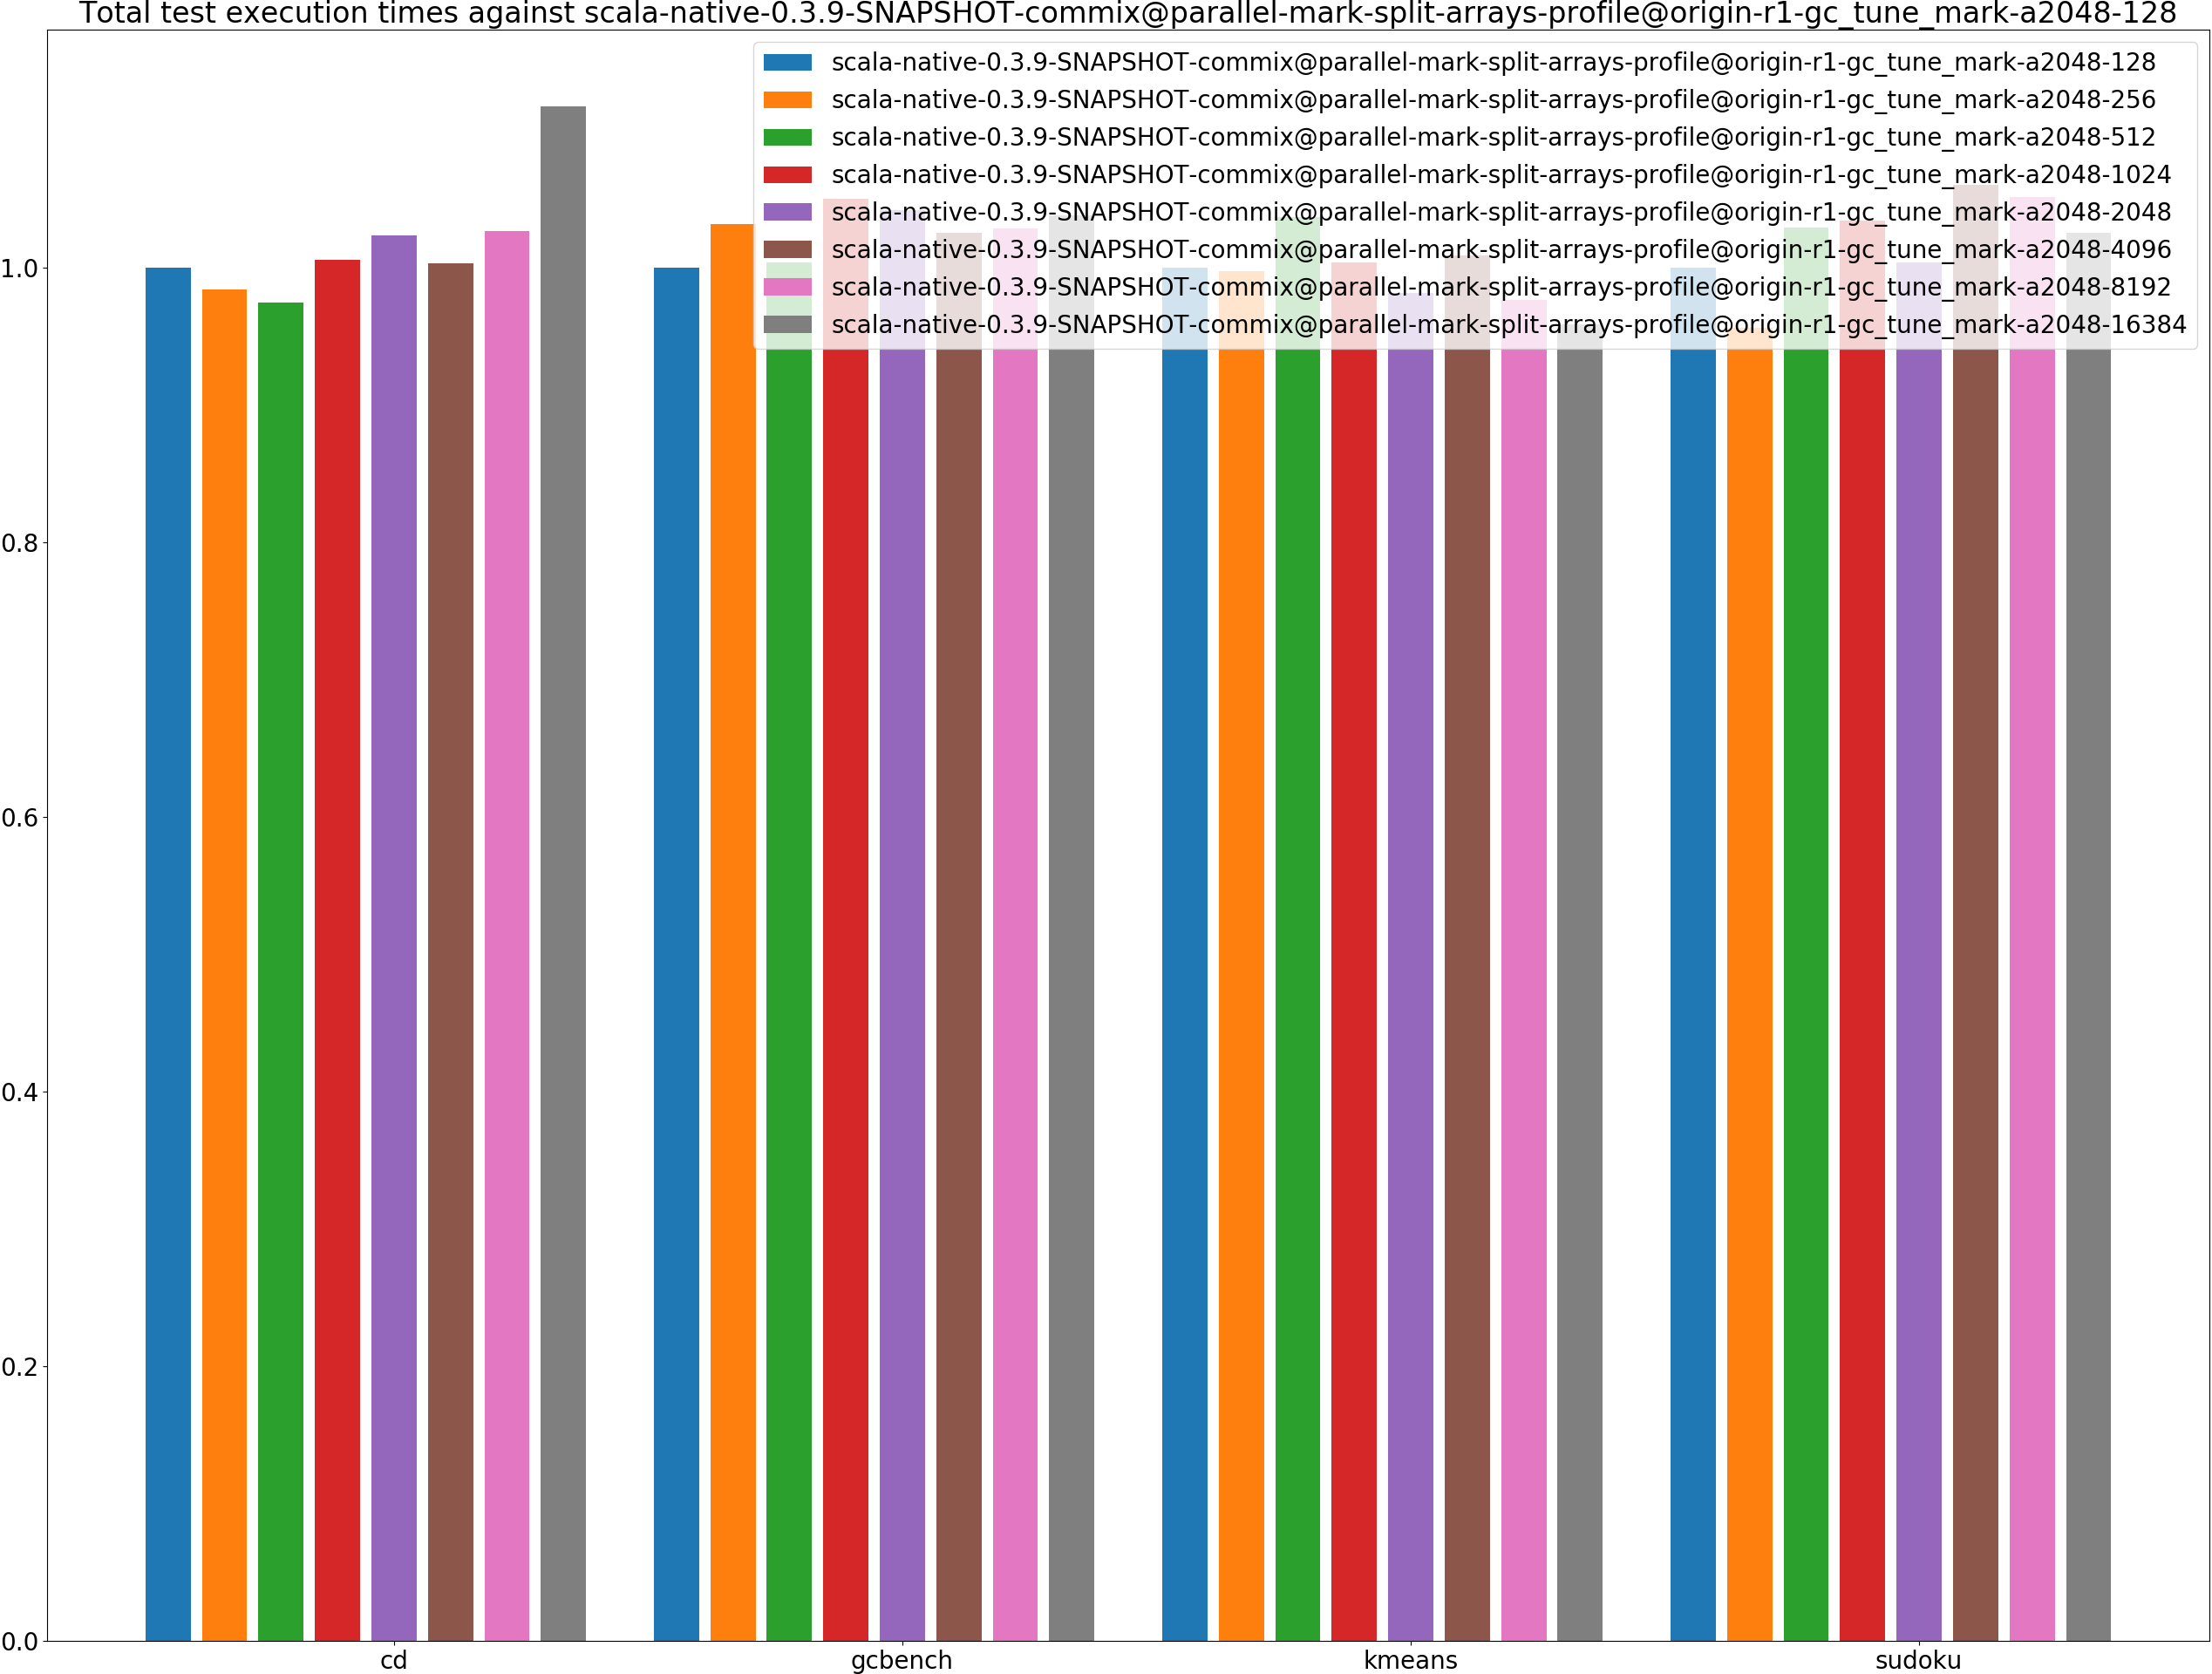 Total test execution times against scala-native-0.3.9-SNAPSHOT-commix@parallel-mark-split-arrays-profile@origin-r1-gc_tune_mark-a2048-128
scala-native-0.3.9-SNAPSHOT-commix@parallel-mark-split-arrays-profile@origin-r1-gc_tune_mark-a2048-128
scala-native-0.3.9-SNAPSHOT-commix@parallel-mark-split-arrays-profile@origin-r1-gc_tune_mark-a2048-256
scala-native-0.3.9-SNAPSHOT-commix@parallel-mark-split-arrays-profile@origin-r1-gc_tune_mark-a2048-512
scala-native-0.3.9-SNAPSHOT-commix@parallel-mark-split-arrays-profile@origin-r1-gc_tune_mark-a2048-1024
scala-native-0.3.9-SNAPSHOT-commix@parallel-mark-split-arrays-profile@origin-r1-gc_tune_mark-a2048-2048
scala-native-0.3.9-SNAPSHOT-commix@parallel-mark-split-arrays-profile@origin-r1-gc_tune_mark-a2048-4096
scala-native-0.3.9-SNAPSHOT-commix@parallel-mark-split-arrays-profile@origin-r1-gc_tune_mark-a2048-8192
scala-native-0.3.9-SNAPSHOT-commix@parallel-mark-split-arrays-profile@origin-r1-gc_tune_mark-a2048-16384
1.0
0.8
0.6
0.4
0.2
0.0
cd gcbench kmeans sudoku